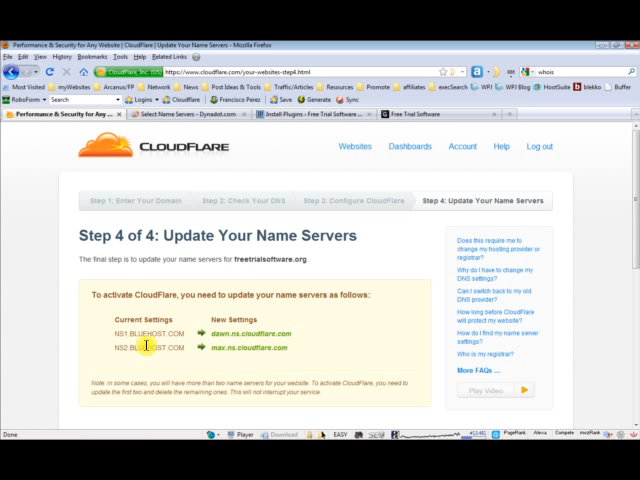 Performance & Security for Any Website | CloudFlare | Update Your Name Servers - Mozilla Firefox
File Edit View History Bookmarks Tools Related Links
CloudFlare, Inc. (US) https://www.cloudflare.com/your-websites-step4.html whois
Most Visited myWebsites Arcanus/FP Network News Post Ideas & Tools Traffic/Articles Resources Promote affiliates execSearch WPJ WPJ Blog HootSuite blekko Buffer
RoboForm Search Logins Cloudflare Francisco Perez Save Generate Sync
Performance & Security for Any ... Select Name Servers - Dynadot.com Install Plugins - Free Trial Software ... Free Trial Software
CLOUDFLARE
Websites Dashboards Account Help Log out
Step 1: Enter Your Domain Step 2: Check Your DNS Step 3: Configure CloudFlare Step 4: Update Your Name Servers
Step 4 of 4: Update Your Name Servers
The final step is to update your name servers for freetrialsoftware.org
To activate CloudFlare, you need to update your name servers as follows:
Current Settings New Settings
NS1.BLUEHOST.COM dawn.ns.cloudflare.com
NS2.BLUEHOST.COM max.ns.cloudflare.com
Note: in some cases, you will have more than two name servers for your website. To activate CloudFlare, you need to
update the first two and delete the remaining ones. This will not interrupt your service.
Does this require me to
change my hosting provider or
registrar?
Why do I have to change my
DNS settings?
Can I switch back to my old
DNS provider?
How long before CloudFlare
will protect my website?
How do I find my name server
settings?
Who is my registrar?
More FAQs ...
Play Video
Done Player Download EASY #11,481 PageRank Alexa Compete mozRank